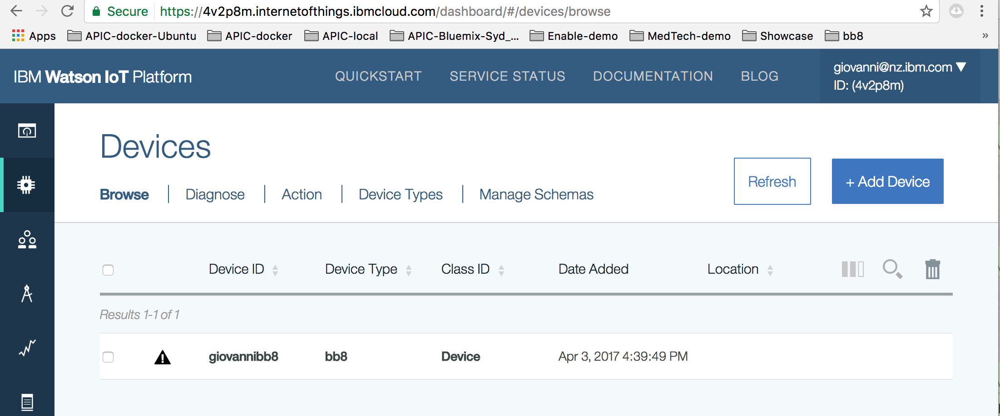 Secure https://4v2p8m.internetofthings.ibmcloud.com/dashboard/#/devices/browse
Apps APIC-docker-Ubuntu APIC-docker APIC-local APIC-Bluemix-Syd_... Enable-demo MedTech-demo Showcase bb8 »
IBM Watson IoT Platform QUICKSTART SERVICE STATUS DOCUMENTATION BLOG giovanni@nz.ibm.com ▼
ID: (4v2p8m)
Devices
Browse Diagnose Action Device Types Manage Schemas Refresh + Add Device
Device ID Device Type Class ID Date Added Location
Results 1-1 of 1
giovannibb8 bb8 Device Apr 3, 2017 4:39:49 PM